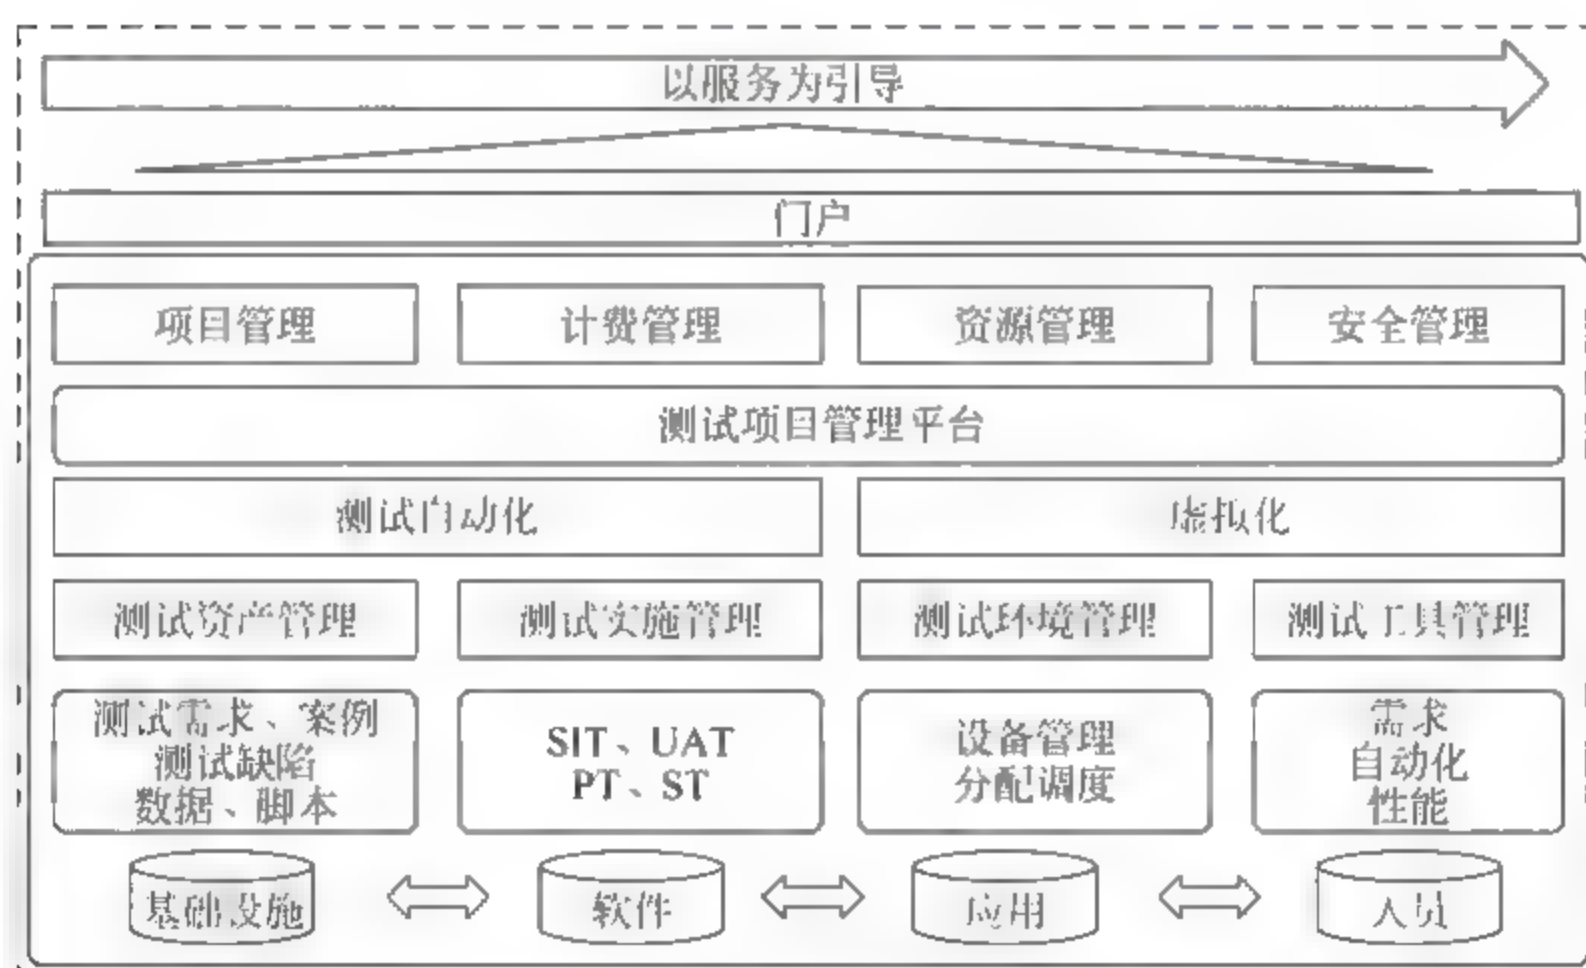 以服务为引导
门户
项目管理
计费管理
资源管理
安全管理
测试项目管理平台
测试自动化
虚拟化
测试资产管理
测试实施管理
测试环境管理
测试工具管理
测试需求、案例
测试缺陷
数据、脚本
SIT、UAT
PT、ST
设备管理
分配调度
需求
自动化
性能
基础设施
软件
应用
人员